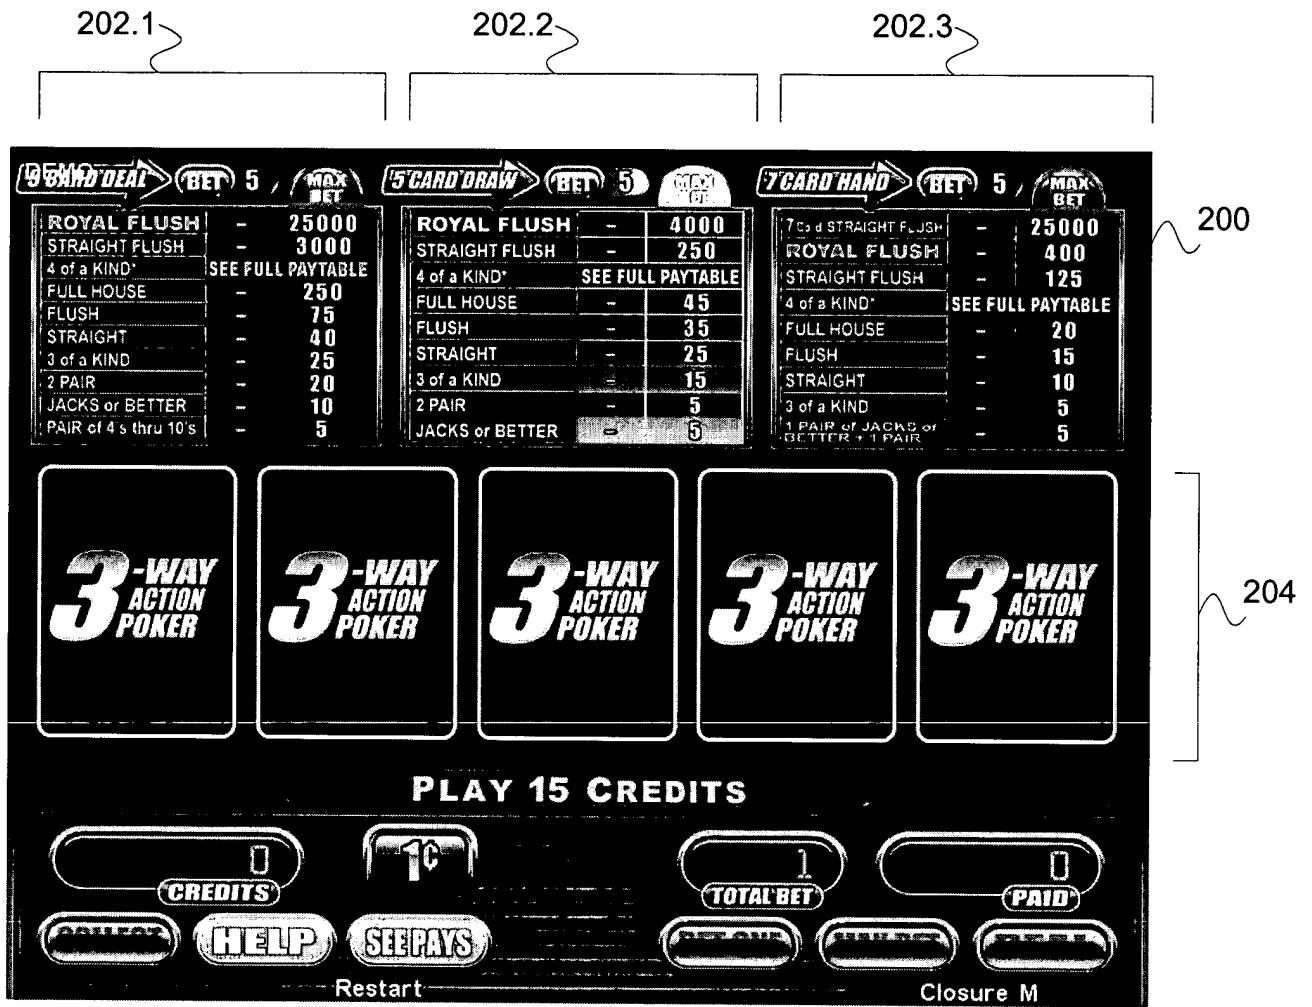 202.1
202.2
202.3
DEMO
5 CARD DEAL BET 5 MAX BET
ROYAL FLUSH - 25000
STRAIGHT FLUSH - 3000
4 of a KIND* SEE FULL PAYTABLE
FULL HOUSE - 250
FLUSH - 75
STRAIGHT - 40
3 of a KIND - 25
2 PAIR - 20
JACKS or BETTER - 10
PAIR of 4's thru 10's - 5
5 CARD DRAW BET 5 MAX
ROYAL FLUSH - 4000
STRAIGHT FLUSH - 250
4 of a KIND* SEE FULL PAYTABLE
FULL HOUSE - 45
FLUSH - 35
STRAIGHT - 25
3 of a KIND - 15
2 PAIR - 5
JACKS or BETTER - 5
7 CARD HAND BET 5 MAX BET
7 Card STRAIGHT FLUSH - 25000
ROYAL FLUSH - 400
STRAIGHT FLUSH - 125
4 of a KIND* SEE FULL PAYTABLE
FULL HOUSE - 20
FLUSH - 15
STRAIGHT - 10
3 of a KIND - 5
1 PAIR of JACKS or
BETTER + 1 PAIR - 5
200
3-WAY ACTION POKER
3-WAY ACTION POKER
3-WAY ACTION POKER
3-WAY ACTION POKER
3-WAY ACTION POKER
204
PLAY 15 CREDITS
0
CREDITS
1¢
1
TOTAL BET
0
PAID
HELP
SEE PAYS
MAX BET
Restart
Closure M